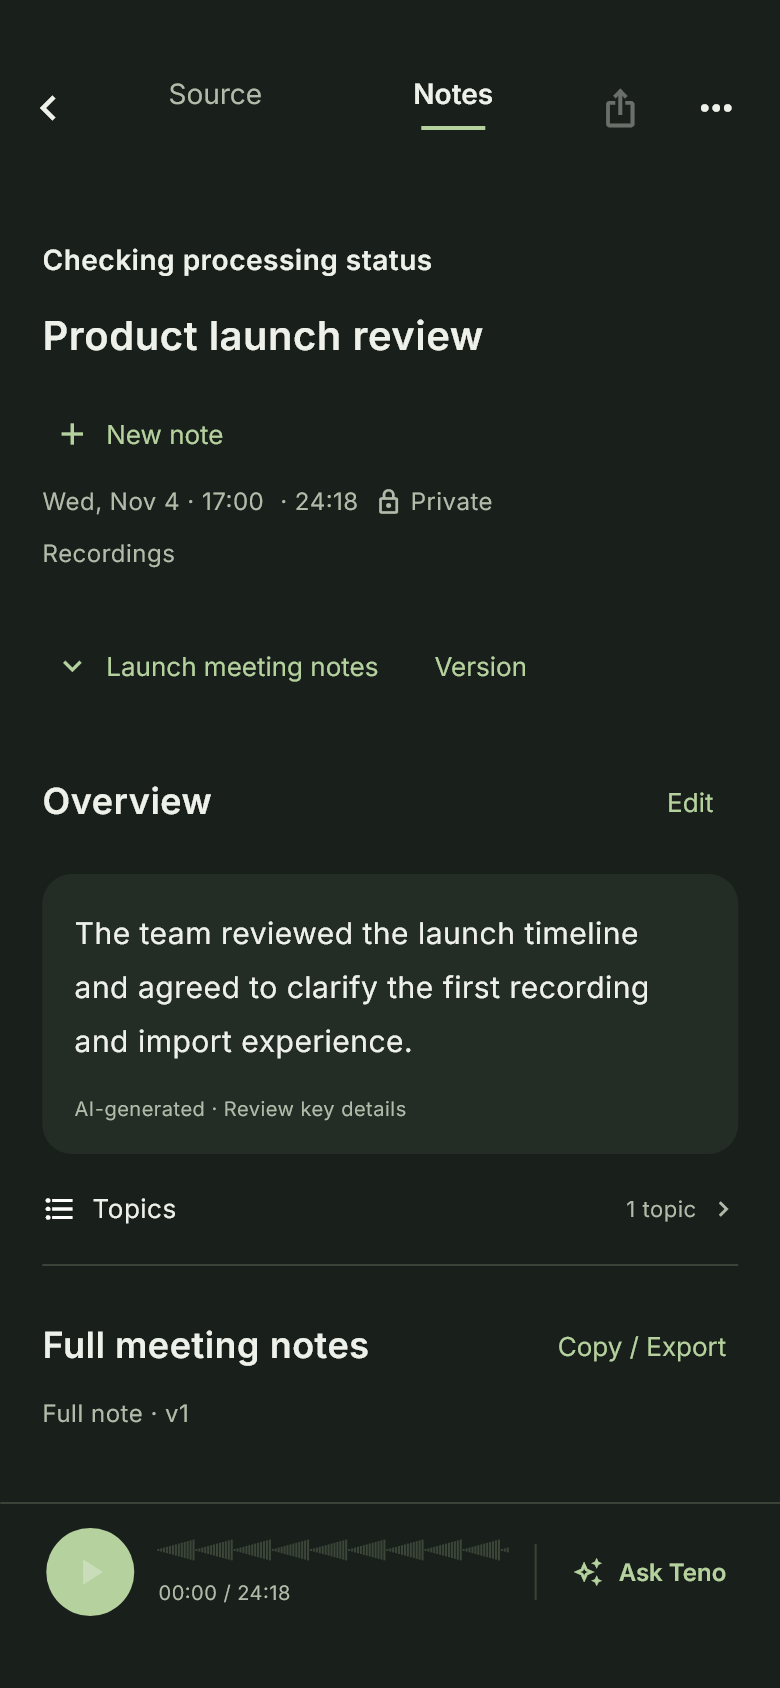 Source
Notes
Checking processing status
Product launch review
New note
Wed, Nov 4 · 17:00 · 24:18 Private
Recordings
Launch meeting notes
Version
Overview
Edit
The team reviewed the launch timeline
and agreed to clarify the first recording
and import experience.
AI-generated · Review key details
Topics
1 topic
Full meeting notes
Copy / Export
Full note · v1
00:00 / 24:18
Ask Teno